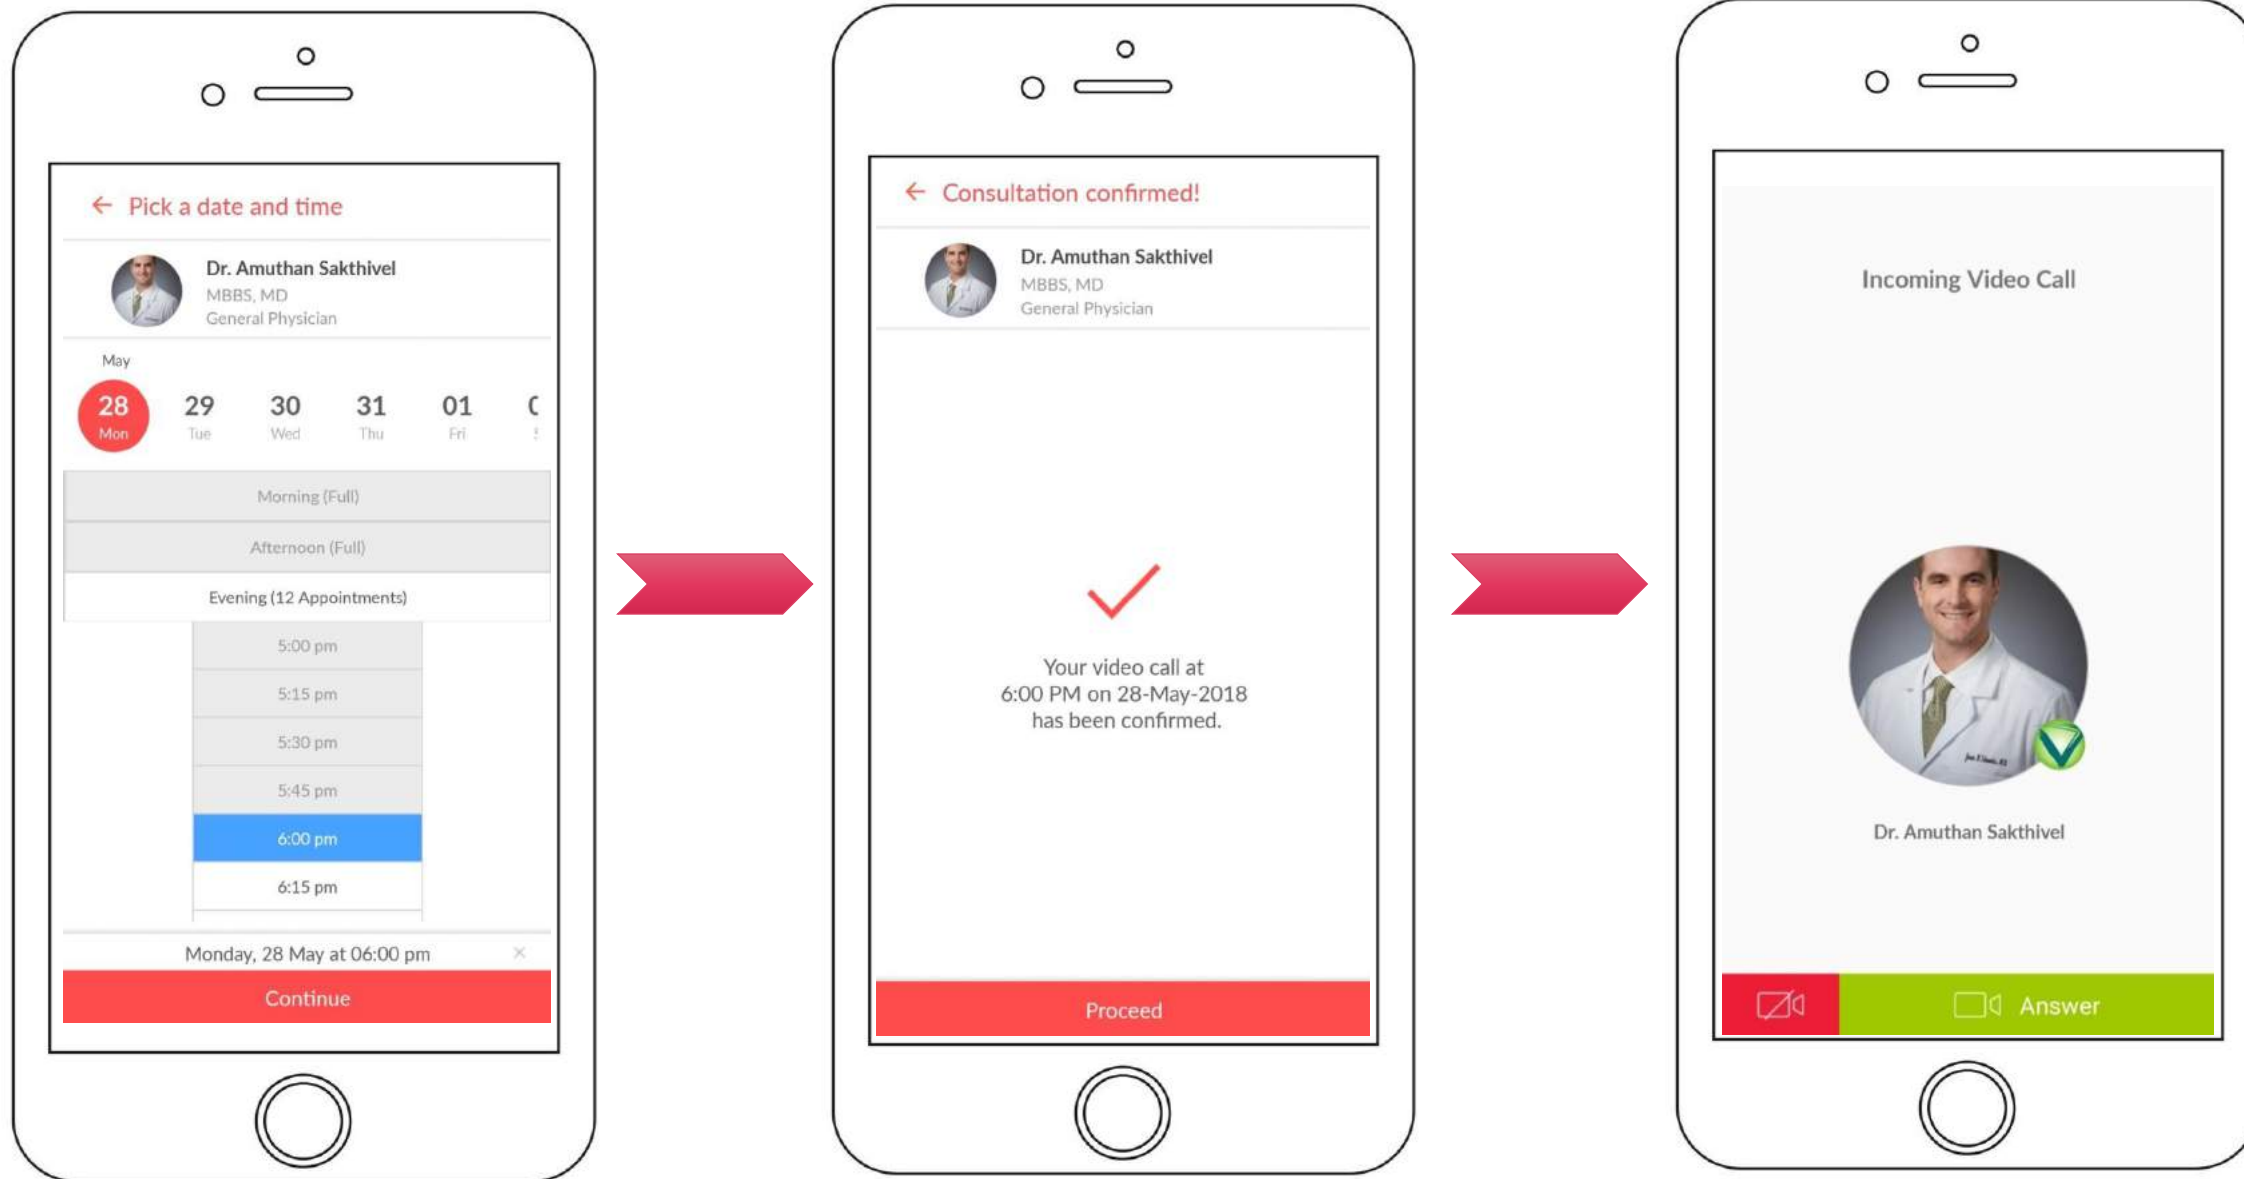 Pick a date and time
Dr. Amuthan Sakthivel
MBBS, MD
General Physician
May
28 29 30 31 01
Mon Tue Wed Thu Fri
Morning (Full)
Afternoon (Full)
Evening (12 Appointments)
5:00 pm
5:15 pm
5:30 pm
5:45 pm
6:00 pm
6:15 pm
Monday, 28 May at 06:00 pm
Continue
Consultation confirmed!
Dr. Amuthan Sakthivel
MBBS, MD
General Physician
Your video call at
6:00 PM on 28-May-2018
has been confirmed.
Proceed
Incoming Video Call
Dr. Amuthan Sakthivel
Answer